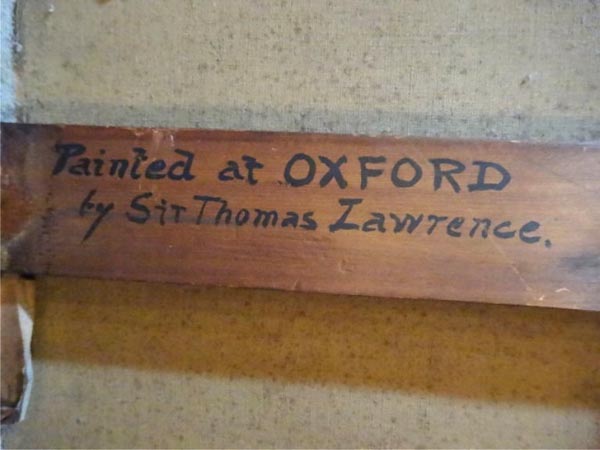 Painted at OXFORD
by Sir Thomas Lawrence.